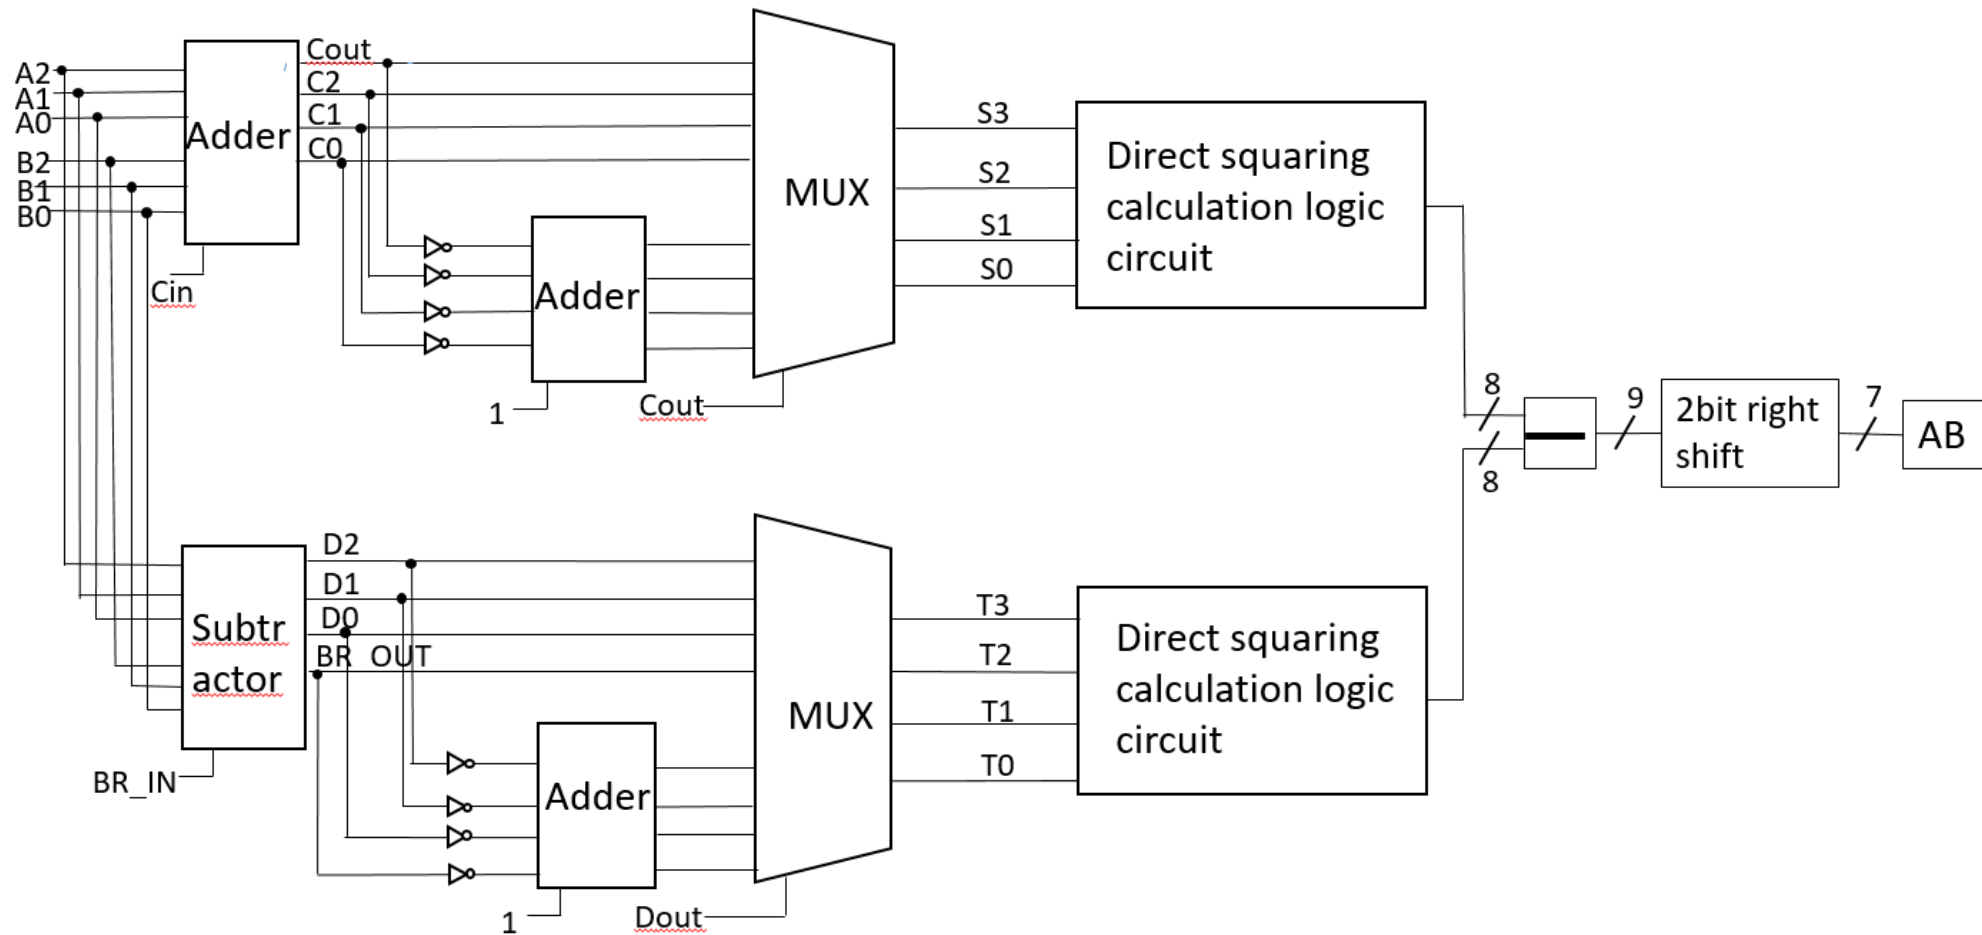 A2
A1
A0
B2
B1
B0
Adder
Cin
Cout
C2
C1
C0
Adder
1
MUX
Cout
S3
S2
S1
S0
Direct squaring
calculation logic
circuit
Subtr
actor
BR_IN
D2
D1
D0
BR OUT
Adder
1
MUX
Dout
T3
T2
T1
T0
Direct squaring
calculation logic
circuit
8
8
9
2bit right
shift
7
AB